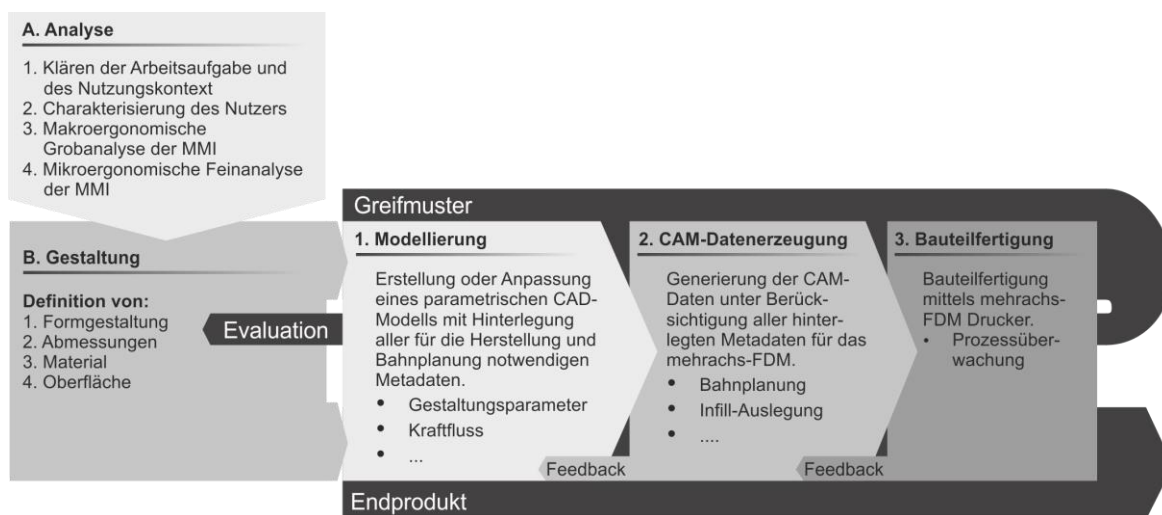 A. Analyse
1. Klären der Arbeitsaufgabe und
des Nutzungskontext
2. Charakterisierung des Nutzers
3. Makroergonomische
Grobanalyse der MMI
4. Mikroergonomische Feinanalyse
der MMI
B. Gestaltung
Definition von:
1. Formgestaltung
2. Abmessungen
3. Material
4. Oberfläche
Evaluation
Greifmuster
1. Modellierung
Erstellung oder Anpassung
eines parametrischen CAD-
Modells mit Hinterlegung
aller für die Herstellung und
Bahnplanung notwendigen
Metadaten.
• Gestaltungsparameter
• Kraftfluss
• ...
Feedback
2. CAM-Datenerzeugung
Generierung der CAM-
Daten unter Berück-
sichtigung aller hinter-
legten Metadaten für das
mehrachs-FDM.
• Bahnplanung
• Infill-Auslegung
• ....
Feedback
3. Bauteilfertigung
Bauteilfertigung
mittels mehrachs-
FDM Drucker.
• Prozessüber-
wachung
Endprodukt